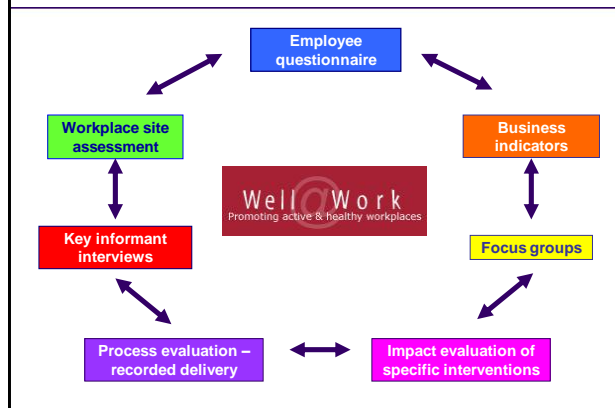 Employee
questionnaire
Workplace site
assessment
Business
indicators
Well@Work
Promoting active & healthy workplaces
Key informant
interviews
Focus groups
Process evaluation –
recorded delivery
Impact evaluation of
specific interventions